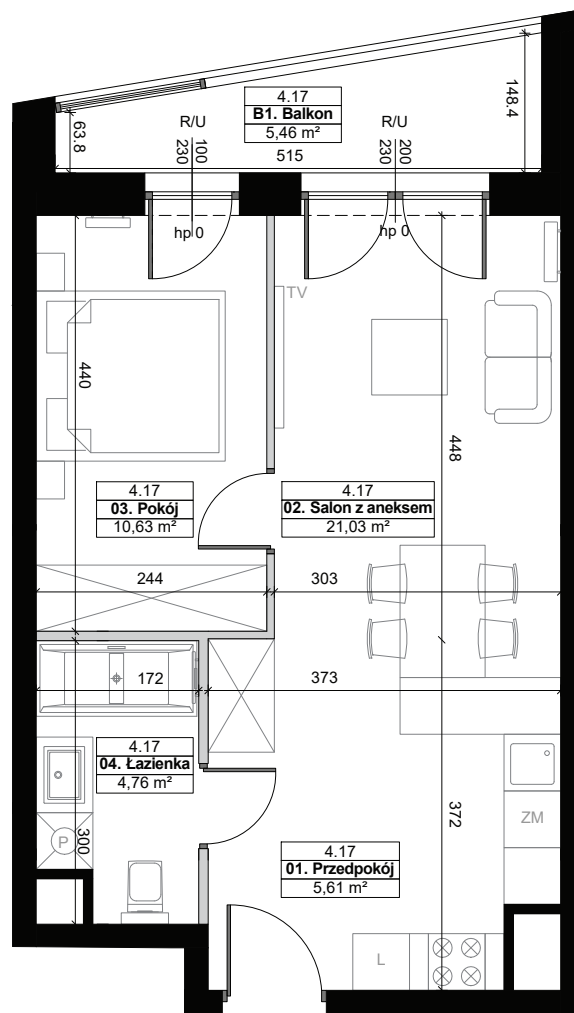 148.4
63.8
4.17
B1. Balkon
5,46 m²
R/U
100
230
R/U
200
230
515
hp 0
hp 0
TV
440
448
4.17
03. Pokój
10,63 m²
4.17
02. Salon z aneksem
21,03 m²
244
303
172
373
4.17
04. Łazienka
4,76 m²
ZM
372
P
300
4.17
01. Przedpokój
5,61 m²
L